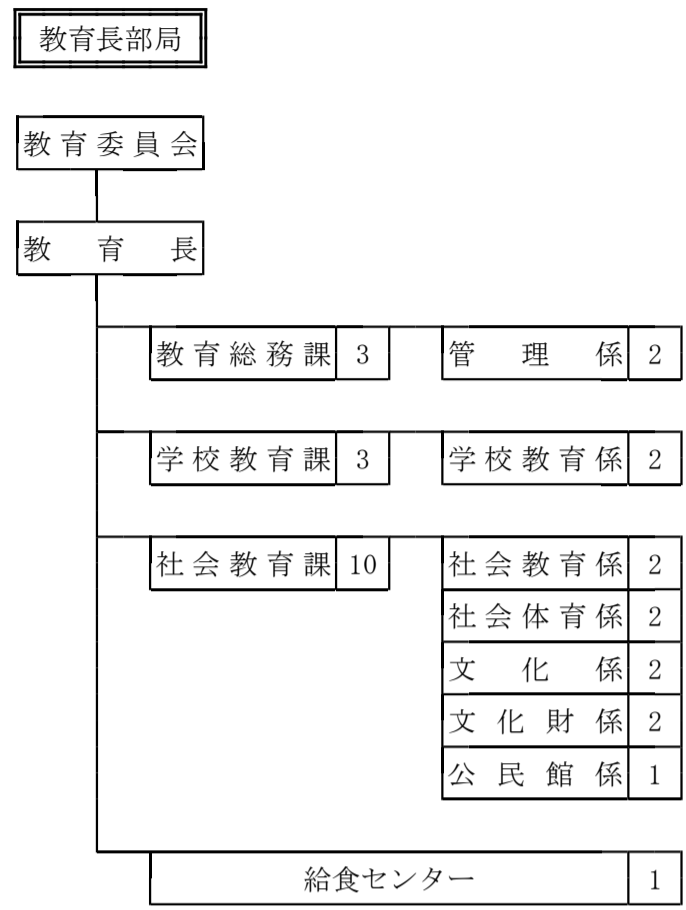 教育長部局
教育委員会
教育長
教育総務課 3 管理係 2
学校教育課 3 学校教育係 2
社会教育課 10 社会教育係 2
社会体育係 2
文化係 2
文化財係 2
公民館係 1
給食センター 1